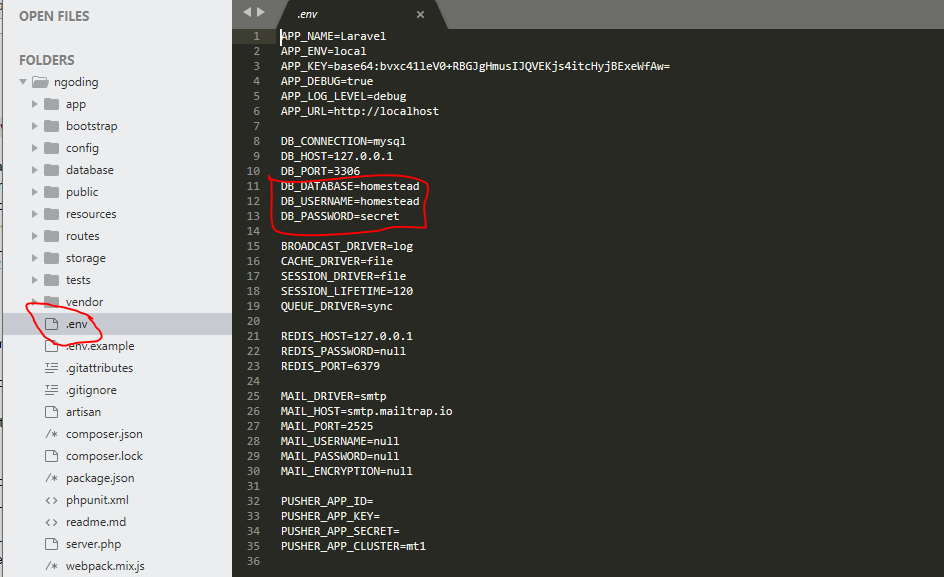 OPEN FILES
FOLDERS
ngoding
app
bootstrap
config
database
public
resources
routes
storage
tests
vendor
.env
.env.example
.gitattributes
.gitignore
artisan
/* composer.json
composer.lock
/* package.json
<> phpunit.xml
<> readme.md
server.php
/* webpack.mix.js
.env ×
1 APP_NAME=Laravel
2 APP_ENV=local
3 APP_KEY=base64:bvxc41leV0+RBGJgHmusIJQVEKjs4itcHyjBExeWfAw=
4 APP_DEBUG=true
5 APP_LOG_LEVEL=debug
6 APP_URL=http://localhost
7
8 DB_CONNECTION=mysql
9 DB_HOST=127.0.0.1
10 DB_PORT=3306
11 DB_DATABASE=homestead
12 DB_USERNAME=homestead
13 DB_PASSWORD=secret
14
15 BROADCAST_DRIVER=log
16 CACHE_DRIVER=file
17 SESSION_DRIVER=file
18 SESSION_LIFETIME=120
19 QUEUE_DRIVER=sync
20
21 REDIS_HOST=127.0.0.1
22 REDIS_PASSWORD=null
23 REDIS_PORT=6379
24
25 MAIL_DRIVER=smtp
26 MAIL_HOST=smtp.mailtrap.io
27 MAIL_PORT=2525
28 MAIL_USERNAME=null
29 MAIL_PASSWORD=null
30 MAIL_ENCRYPTION=null
31
32 PUSHER_APP_ID=
33 PUSHER_APP_KEY=
34 PUSHER_APP_SECRET=
35 PUSHER_APP_CLUSTER=mt1
36